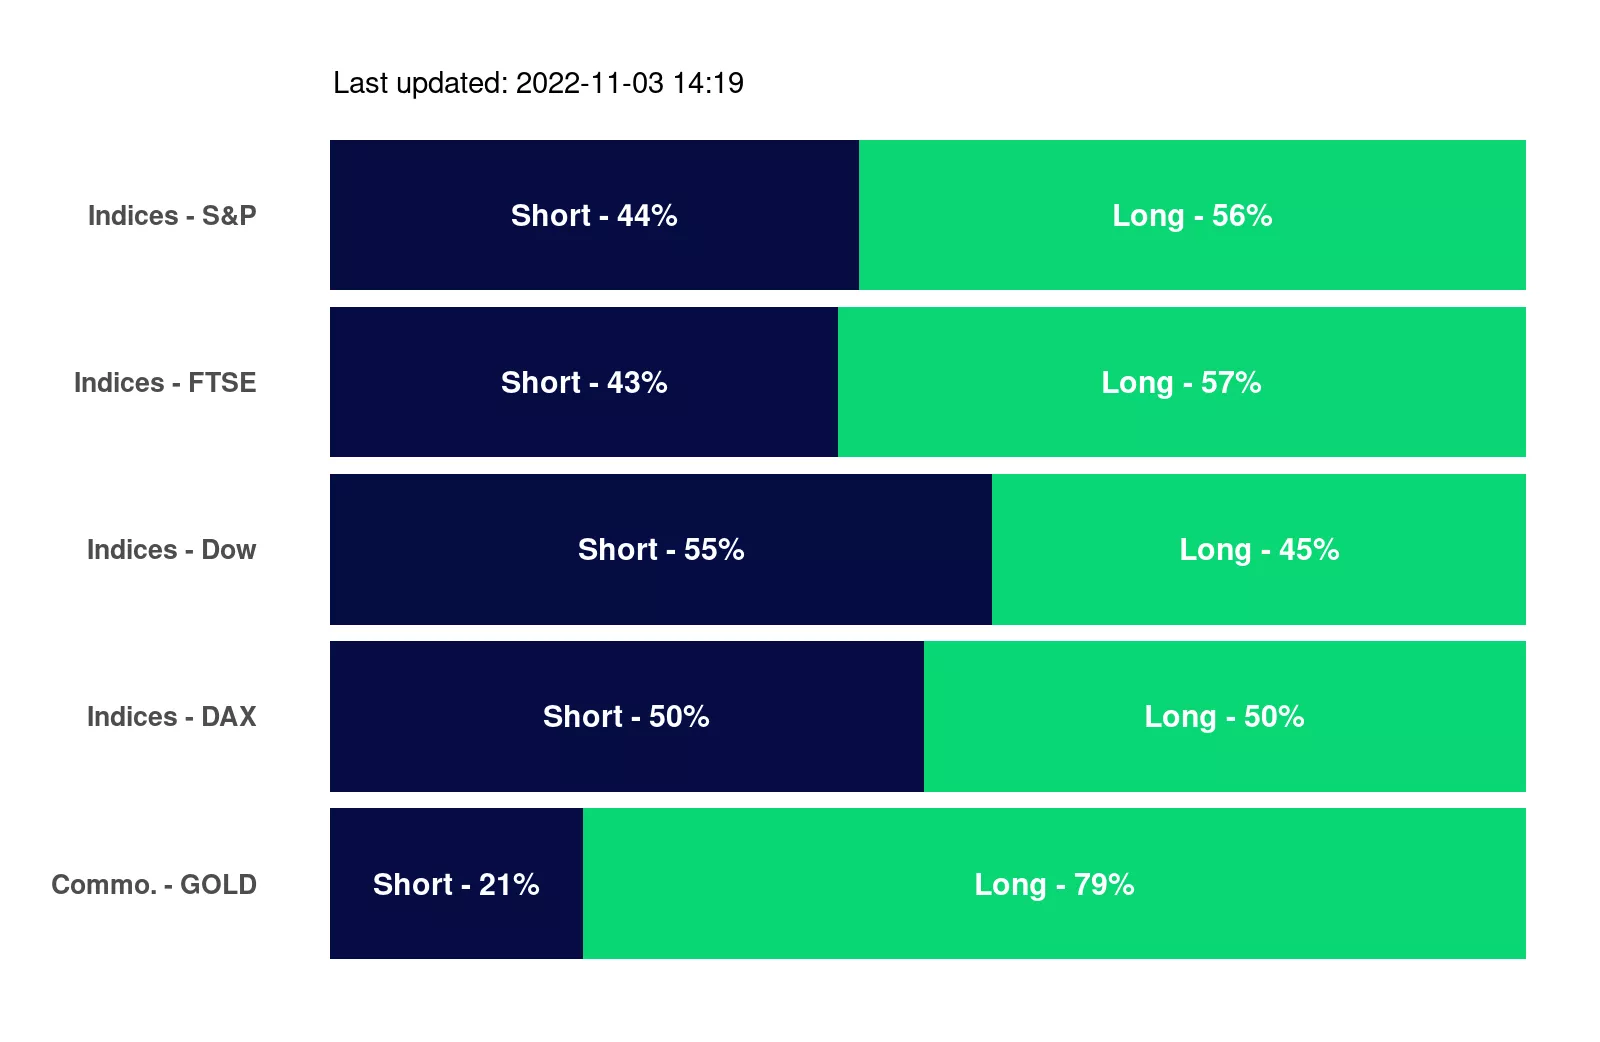 Last updated: 2022-11-03 14:19
Indices - S&P Short - 44% Long - 56%
Indices - FTSE Short - 43% Long - 57%
Indices - Dow Short - 55% Long - 45%
Indices - DAX Short - 50% Long - 50%
Commo. - GOLD Short - 21% Long - 79%